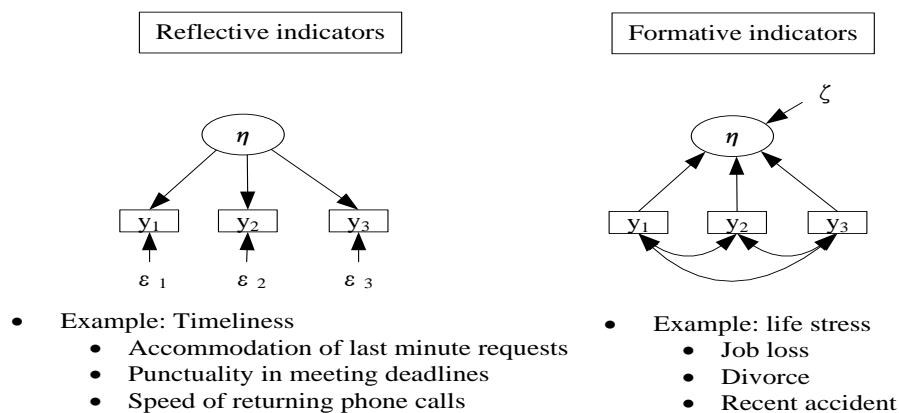 Reflective indicators
η
y₁ y₂ y₃
ε ₁ ε ₂ ε ₃
• Example: Timeliness
• Accommodation of last minute requests
• Punctuality in meeting deadlines
• Speed of returning phone calls
Formative indicators
ζ
η
y₁ y₂ y₃
• Example: life stress
• Job loss
• Divorce
• Recent accident